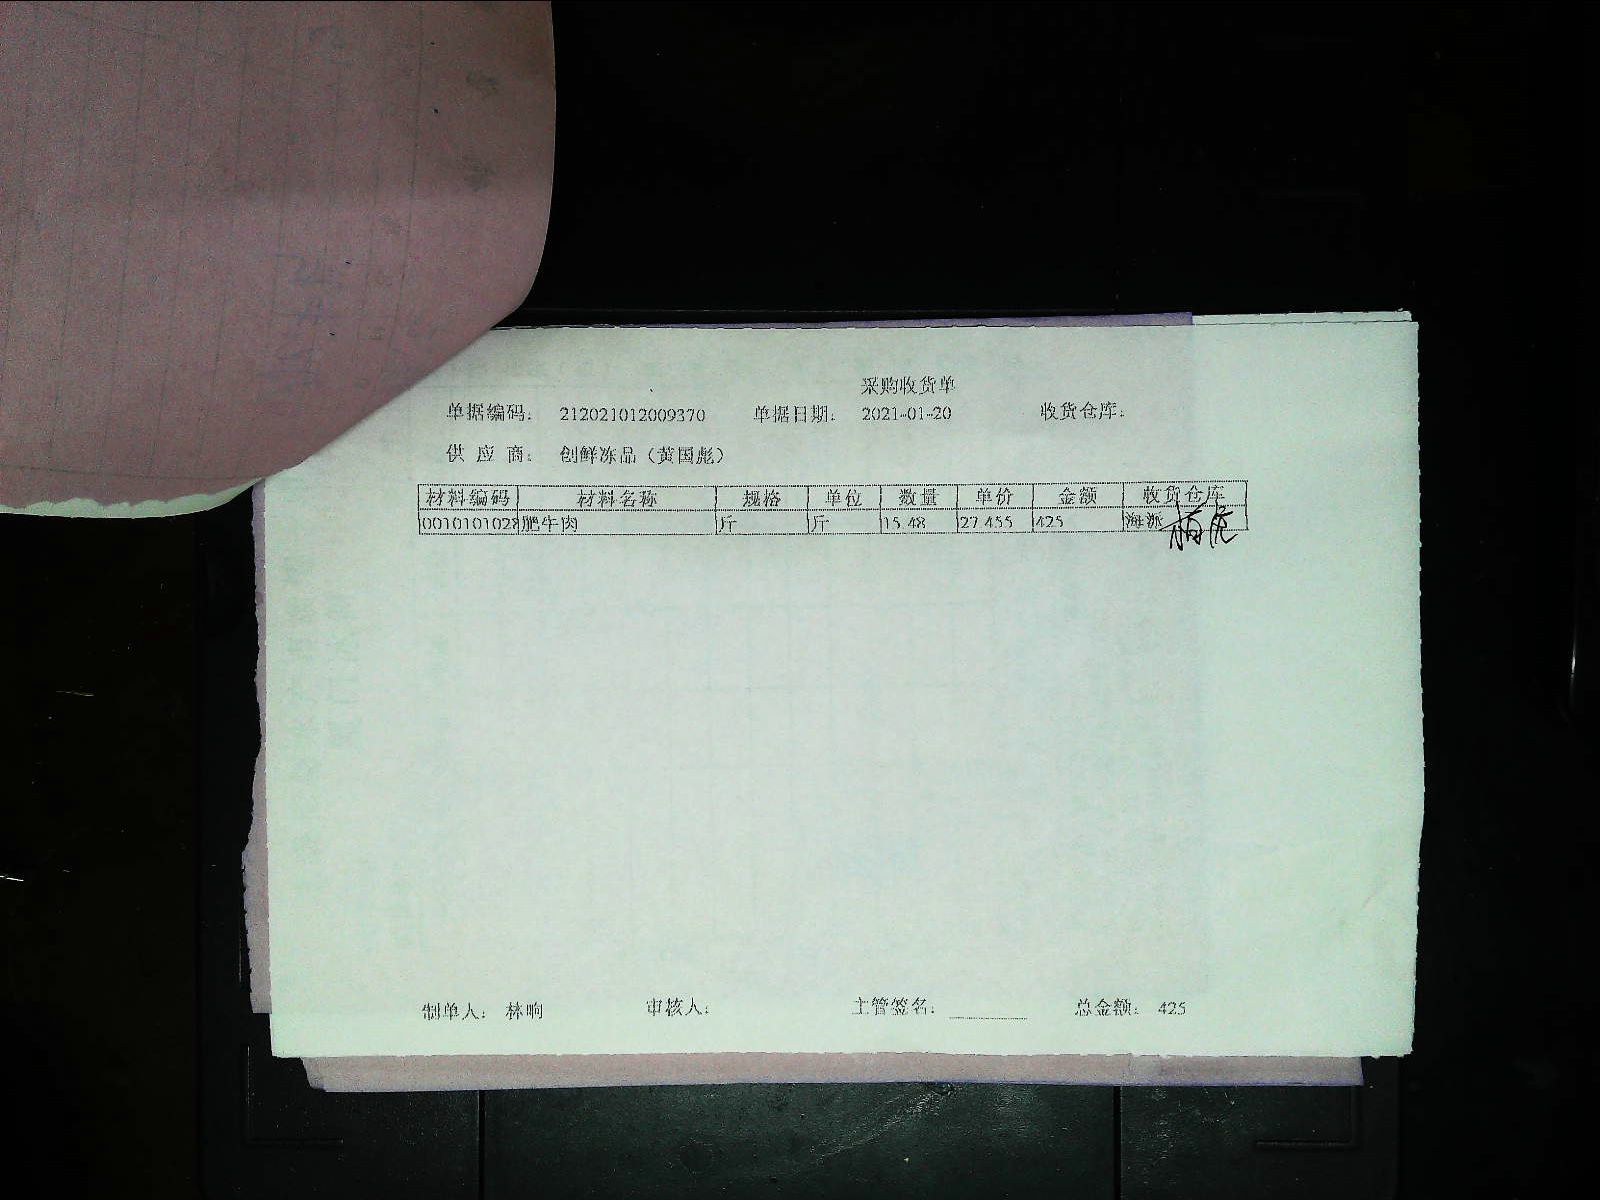 采购收货单
单据编码： 212021012009370 单据日期： 2021-01-20 收货仓库：
供 应 商： 创鲜冻品（黄国彪）
材料编码 材料名称 规格 单位 数量 单价 金额 收货仓库
0010101028 肥牛肉 斤 斤 15.48 27.455 425 海派
制单人： 林响 审核人： 主管签名： 总金额： 425